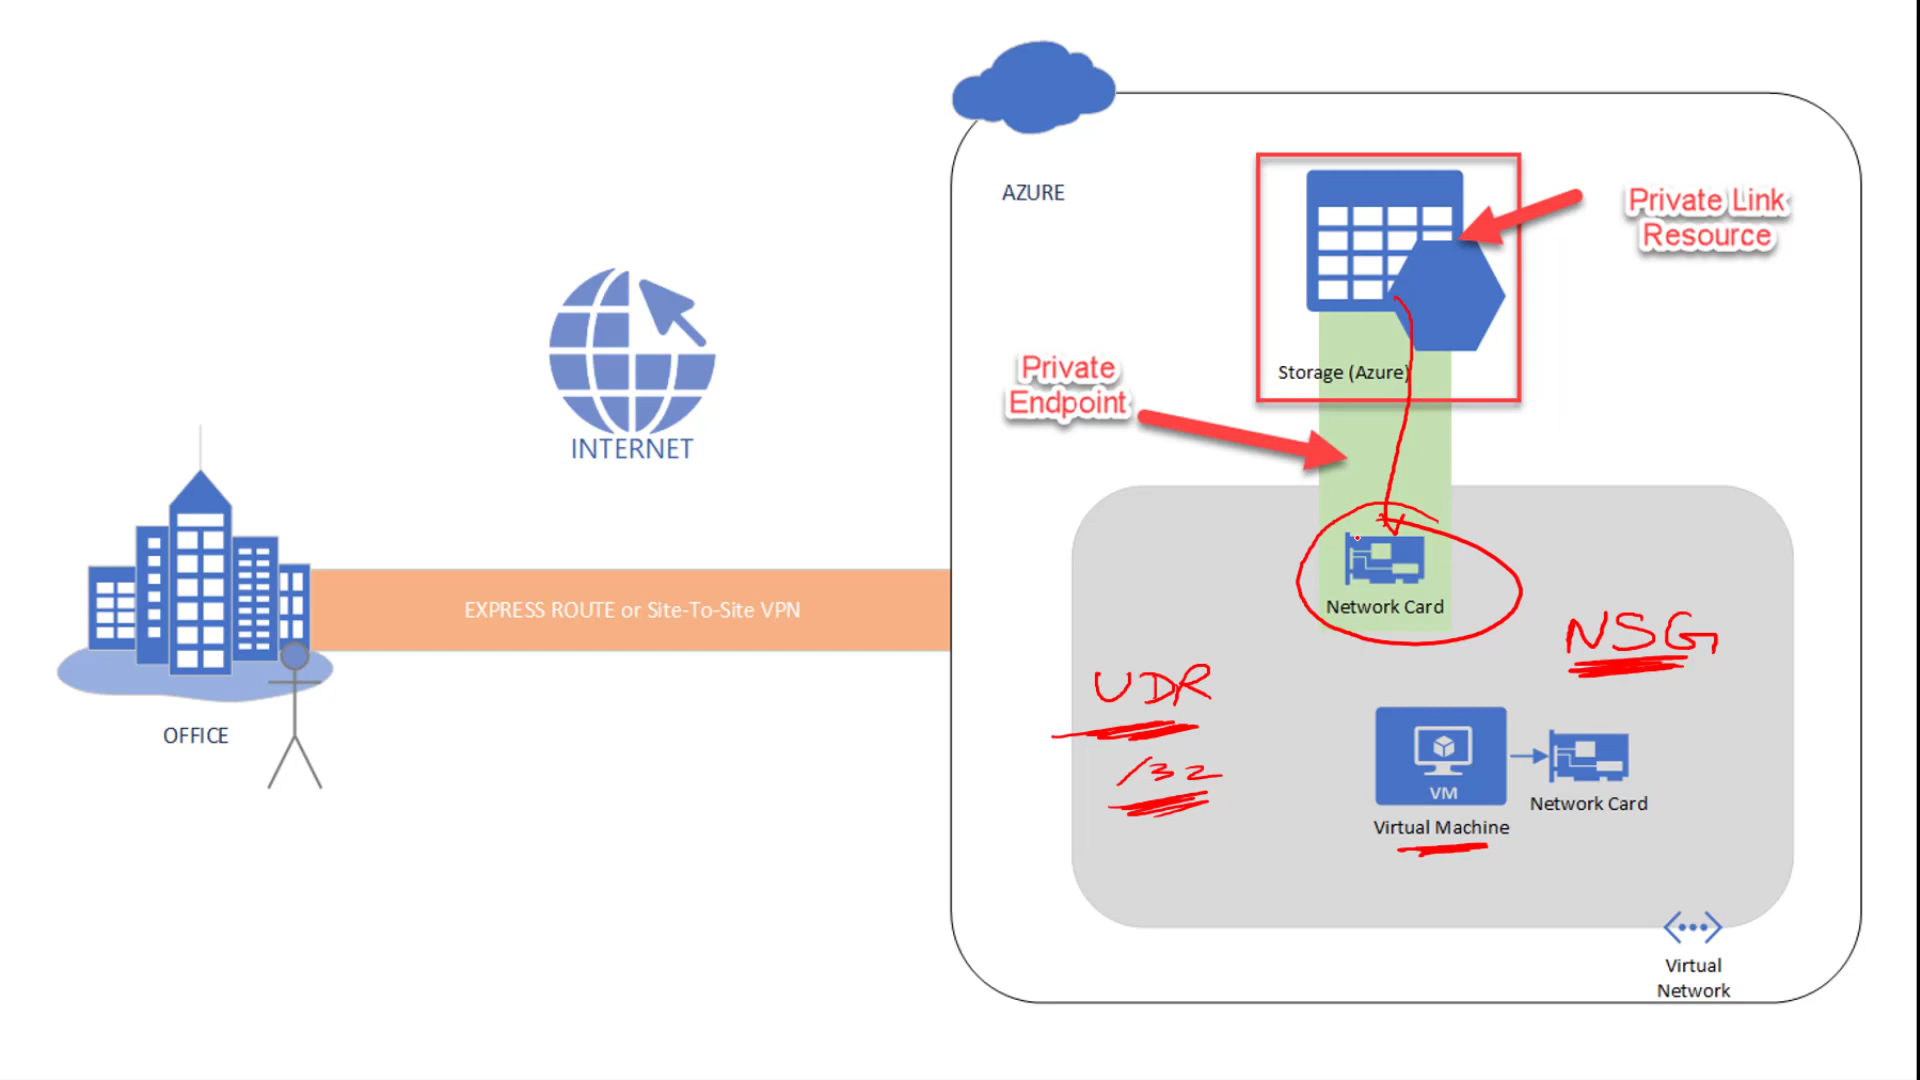 AZURE
Private Link
Resource
Storage (Azure)
Private
Endpoint
INTERNET
EXPRESS ROUTE or Site-To-Site VPN
Network Card
NSG
UDR
/32
OFFICE
VM
Virtual Machine
Network Card
Virtual
Network